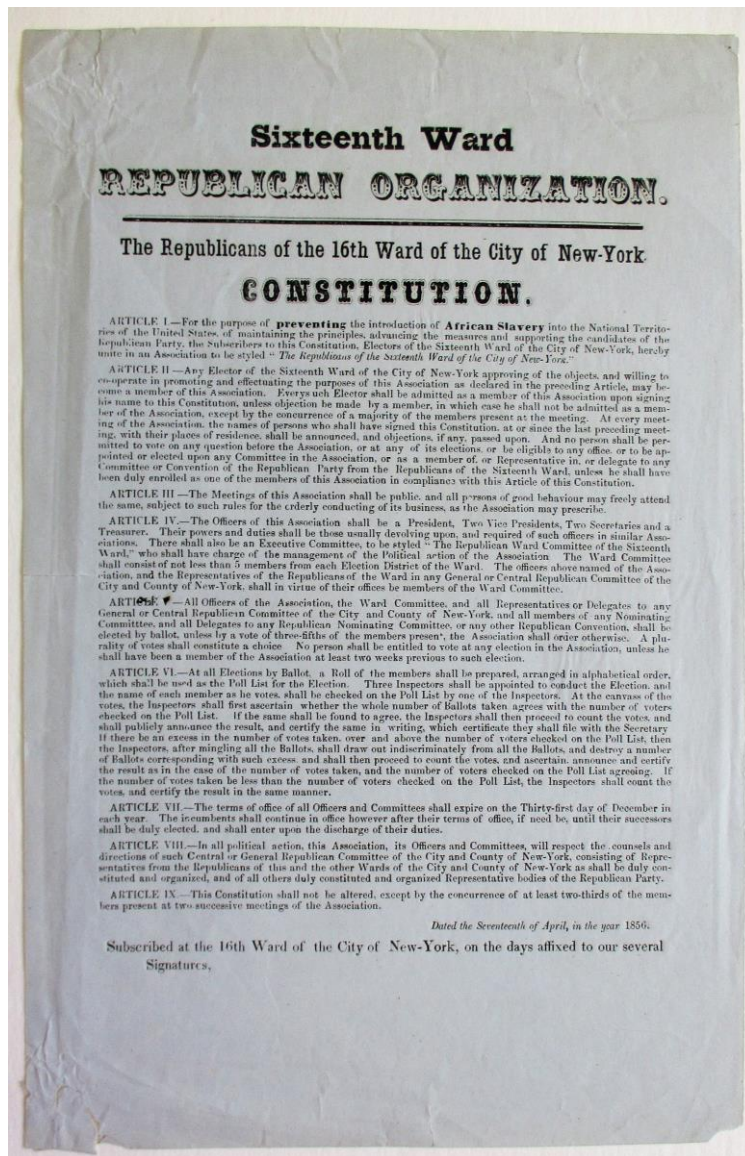 Sixteenth Ward
REPUBLICAN ORGANIZATION.
The Republicans of the 16th Ward of the City of New-York.
CONSTITUTION.
ARTICLE I.—For the purpose of preventing the introduction of African Slavery into the National Territo-
ries of the United States, of maintaining the principles, advancing the measures and supporting the candidates of the
Republican Party, the Subscribers to this Constitution, Electors of the Sixteenth Ward of the City of New-York, hereby
unite in an Association to be styled " The Republicans of the Sixteenth Ward of the City of New-York."
ARTICLE II—Any Elector of the Sixteenth Ward of the City of New-York approving of the objects, and willing to
co-operate in promoting and effectuating the purposes of this Association as declared in the preceding Article, may be-
come a member of this Association. Everys uch Elector shall be admitted as a member of this Association upon signing
his name to this Constitution, unless objection be made by a member, in which case he shall not be admitted as a mem-
ber of the Association, except by the concurrence of a majority of the members present at the meeting. At every meet-
ing of the Association, the names of persons who shall have signed this Constitution, at or since the last preceding meet-
ing, with their places of residence, shall be announced, and objections, if any, passed upon. And no person shall be per-
mitted to vote on any question before the Association, or at any of its elections, or be eligible to any office, or to be ap-
pointed or elected upon any Committee in the Association, or as a member of, or Representative in, or delegate to any
Committee or Convention of the Republican Party from the Republicans of the Sixteenth Ward, unless he shall have
been duly enrolled as one of the members of this Association in compliance with this Article of this Constitution.
ARTICLE III—The Meetings of this Association shall be public, and all persons of good behaviour may freely attend
the same, subject to such rules for the orderly conducting of its business, as the Association may prescribe.
ARTICLE IV.—The Officers of this Association shall be a President, Two Vice Presidents, Two Secretaries and a
Treasurer. Their powers and duties shall be those usually devolving upon, and required of such officers in similar Asso-
ciations. There shall also be an Executive Committee, to be styled " The Republican Ward Committee of the Sixteenth
Ward," who shall have charge of the management of the Political action of the Association The Ward Committee
shall consist of not less than 5 members from each Election District of the Ward. The officers above named of the Asso-
ciation, and the Representatives of the Republicans of the Ward in any General or Central Republican Committee of the
City and County of New-York, shall in virtue of their offices be members of the Ward Committee.
ARTICLE V—All Officers of the Association, the Ward Committee, and all Representatives or Delegates to any
General or Central Republican Committee of the City and County of New-York, and all members of any Nominating
Committtee, and all Delegates to any Republican Nominating Committee, or any other Republican Convention, shall be
elected by ballot, unless by a vote of three-fifths of the members present, the Association shall order otherwise. A plu-
rality of votes shall constitute a choice No person shall be entitled to vote at any election in the Association, unless he
shall have been a member of the Association at least two weeks previous to such election.
ARTICLE VI.—At all Elections by Ballot, a Roll of the members shall be prepared, arranged in alphabetical order,
which shall be used as the Poll List for the Election. Three Inspectors shall be appointed to conduct the Election, and
the name of each member as he votes, shall be checked on the Poll List by one of the Inspectors. At the canvass of the
votes, the Inspectors shall first ascertain whether the whole number of Ballots taken agrees with the number of voters
checked on the Poll List. If the same shall be found to agree, the Inspectors shall then proceed to count the votes, and
shall publicly announce the result, and certify the same in writing, which certificate they shall file with the Secretary
If there be an excess in the number of votes taken, over and above the number of voters checked on the Poll List, then
the Inspectors, after mingling all the Ballots, shall draw out indiscriminately from all the Ballots, and destroy a number
of Ballots corresponding with such excess, and shall then proceed to count the votes, and ascertain, announce and certify
the result as in the case of the number of votes taken, and the number of voters checked on the Poll List agreeing. If
the number of votes taken be less than the number of voters checked on the Poll List, the Inspectors shall count the
votes, and certify the result in the same manner.
ARTICLE VII.—The terms of office of all Officers and Committees shall expire on the Thirty-first day of December in
each year. The incumbents shall continue in office however after their terms of office, if need be, until their successors
shall be duly elected, and shall enter upon the discharge of their duties.
ARTICLE VIII.—In all political action, this Association, its Officers and Committees, will respect the counsels and
directions of such Central or General Republican Committee of the City and County of New-York, consisting of Repre-
sentatives from the Republicans of this and the other Wards of the City and County of New-York as shall be duly con-
stituted and organized, and of all others duly constituted and organized Representative bodies of the Republican Party.
ARTICLE IX—This Constitution shall not be altered, except by the concurrence of at least two-thirds of the mem-
bers present at two successive meetings of the Association.
Dated the Seventeenth of April, in the year 1856.
Subscribed at the 16th Ward of the City of New-York, on the days affixed to our several
Signatures,